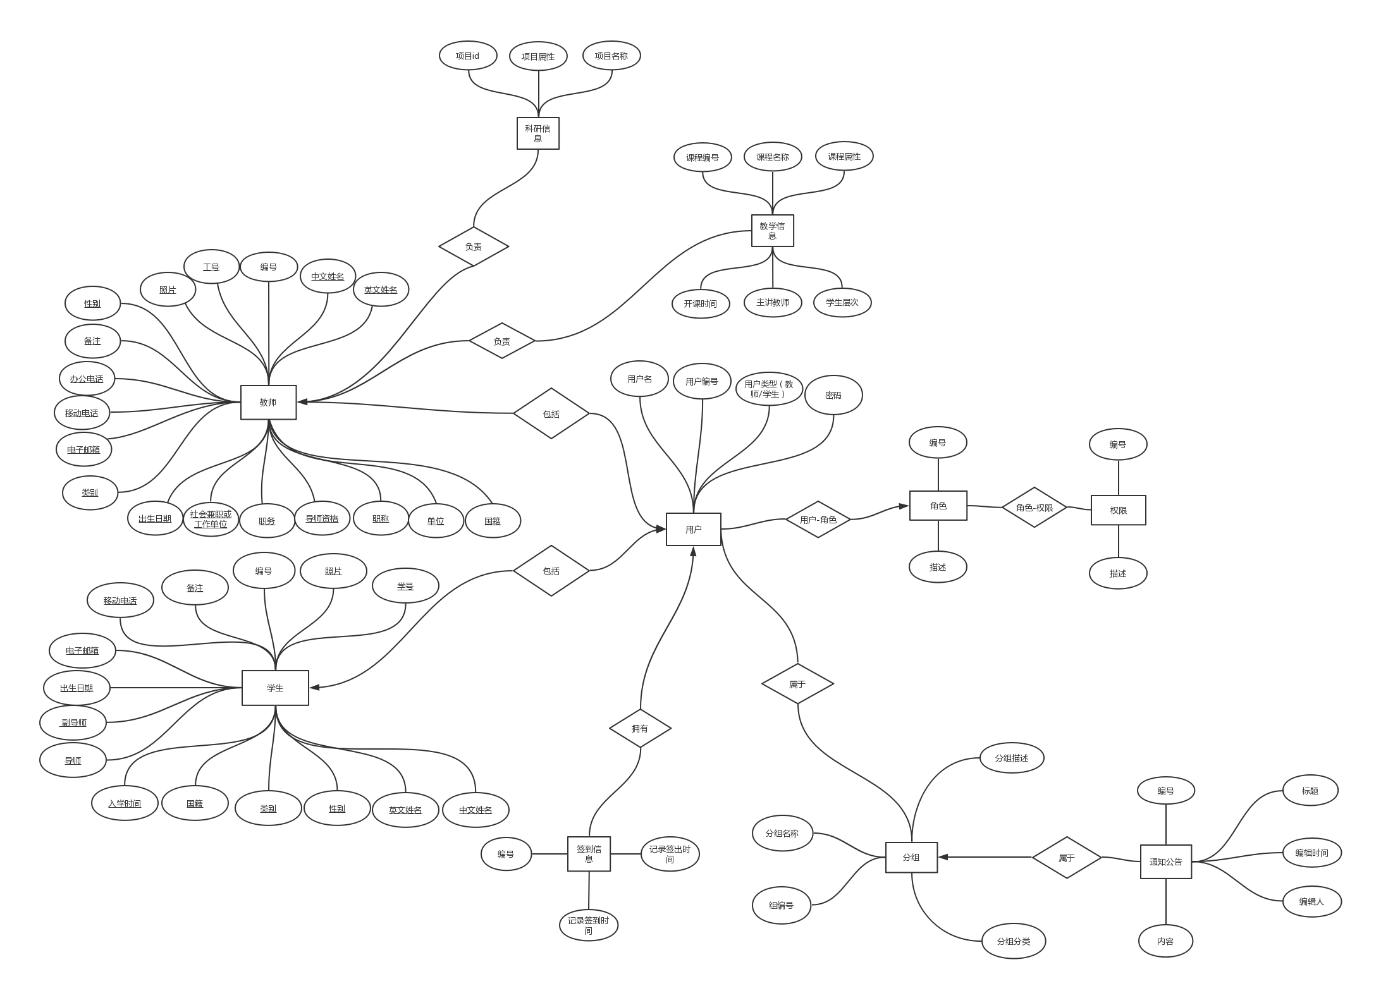 项目id
项目属性
项目名称
科研信
息
课程编号
课程名称
课程属性
教学信
息
负责
工号
编号
中文姓名
照片
英文姓名
性别
开课时间
主讲教师
学生层次
备注
负责
办公电话
用户名
用户编号
用户类型（教
师/学生）
密码
教师
移动电话
包括
电子邮箱
编号
编号
类别
出生日期
社会兼职或
工作单位
职务
导师资格
职称
单位
国籍
用户
用户-角色
角色
角色-权限
权限
描述
描述
移动电话
备注
编号
照片
学号
包括
电子邮箱
出生日期
学生
属于
副导师
拥有
导师
入学时间
国籍
类别
性别
英文姓名
中文姓名
分组描述
编号
标题
编号
签到信
息
记录签出时
间
分组名称
分组
属于
通知公告
编辑时间
组编号
编辑人
记录签到时
间
分组分类
内容